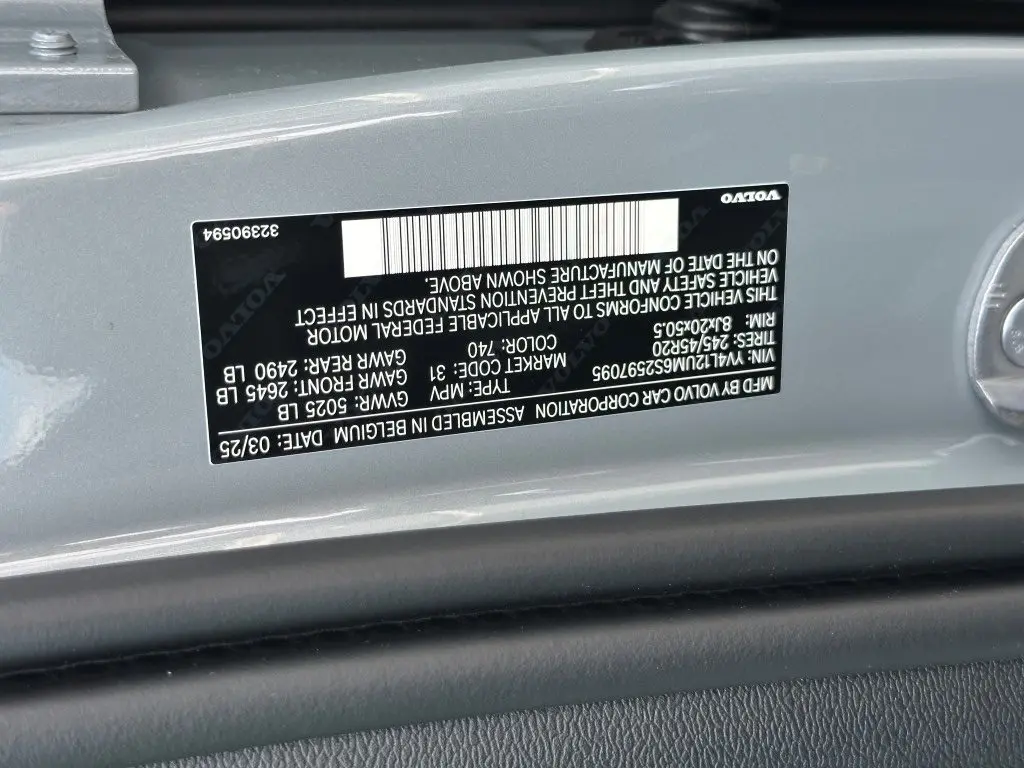 MFD BY VOLVO CAR CORPORATION ASSEMBLED IN BELGIUM DATE: 03/25
VIN: YV4L12UM6S2597095 TYPE: MPV GVWR: 5025 LB
TIRES: 245/45R20 MARKET CODE: 31 GAWR FRONT: 2645 LB
RIM: 8Jx20x50.5 COLOR: 740 GAWR REAR: 2490 LB
THIS VEHICLE CONFORMS TO ALL APPLICABLE FEDERAL MOTOR
VEHICLE SAFETY AND THEFT PREVENTION STANDARDS IN EFFECT
ON THE DATE OF MANUFACTURE SHOWN ABOVE.
VOLVO 32390594